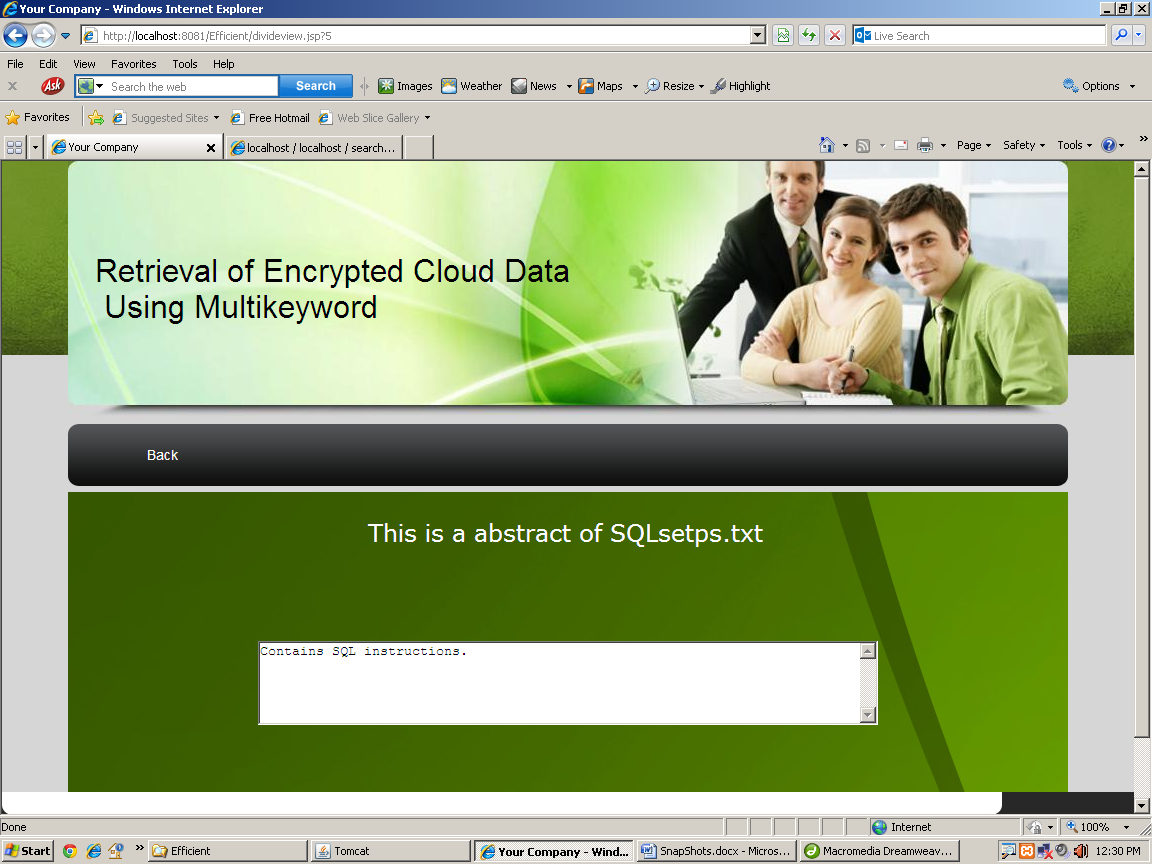 Your Company - Windows Internet Explorer
http://localhost:8081/Efficient/divideview.jsp?5
Live Search
File Edit View Favorites Tools Help
Ask Search the web Search Images Weather News Maps Resize Highlight Options
Favorites Suggested Sites Free Hotmail Web Slice Gallery
Your Company localhost / localhost / search... Page Safety Tools
Retrieval of Encrypted Cloud Data
Using Multikeyword
Back
This is a abstract of SQLsetps.txt
Contains SQL instructions.
Done Internet 100%
Start Efficient Tomcat Your Company - Wind... SnapShots.docx - Micros... Macromedia Dreamweav... 12:30 PM